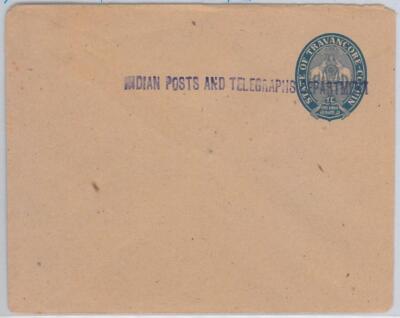 STATE OF TRAVANCORE-COCHIN
INDIAN POSTS AND TELEGRAPHS DEPARTMENT